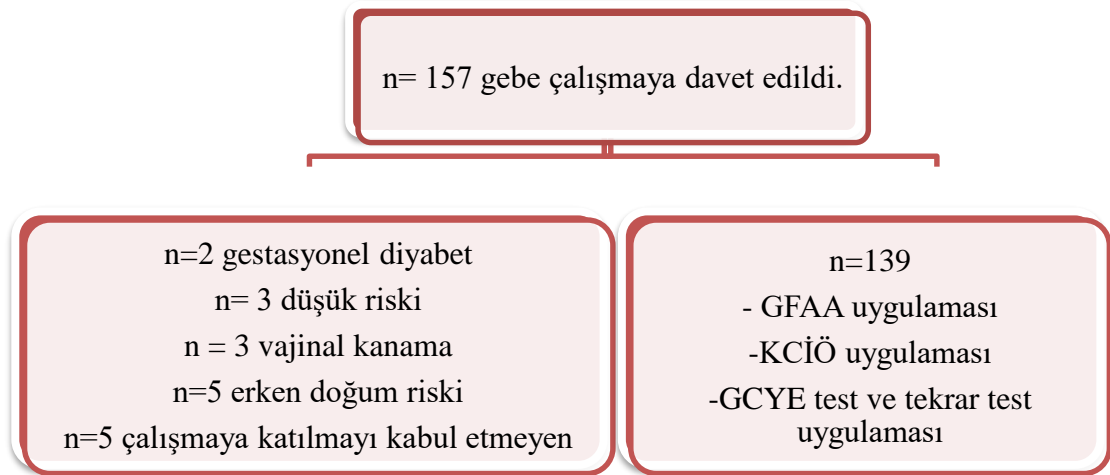 n= 157 gebe çalışmaya davet edildi.
n=2 gestasyonel diyabet
n= 3 düşük riski
n = 3 vajinal kanama
n=5 erken doğum riski
n=5 çalışmaya katılmayı kabul etmeyen
n=139
- GFAA uygulaması
-KCİÖ uygulaması
-GCYE test ve tekrar test
uygulaması